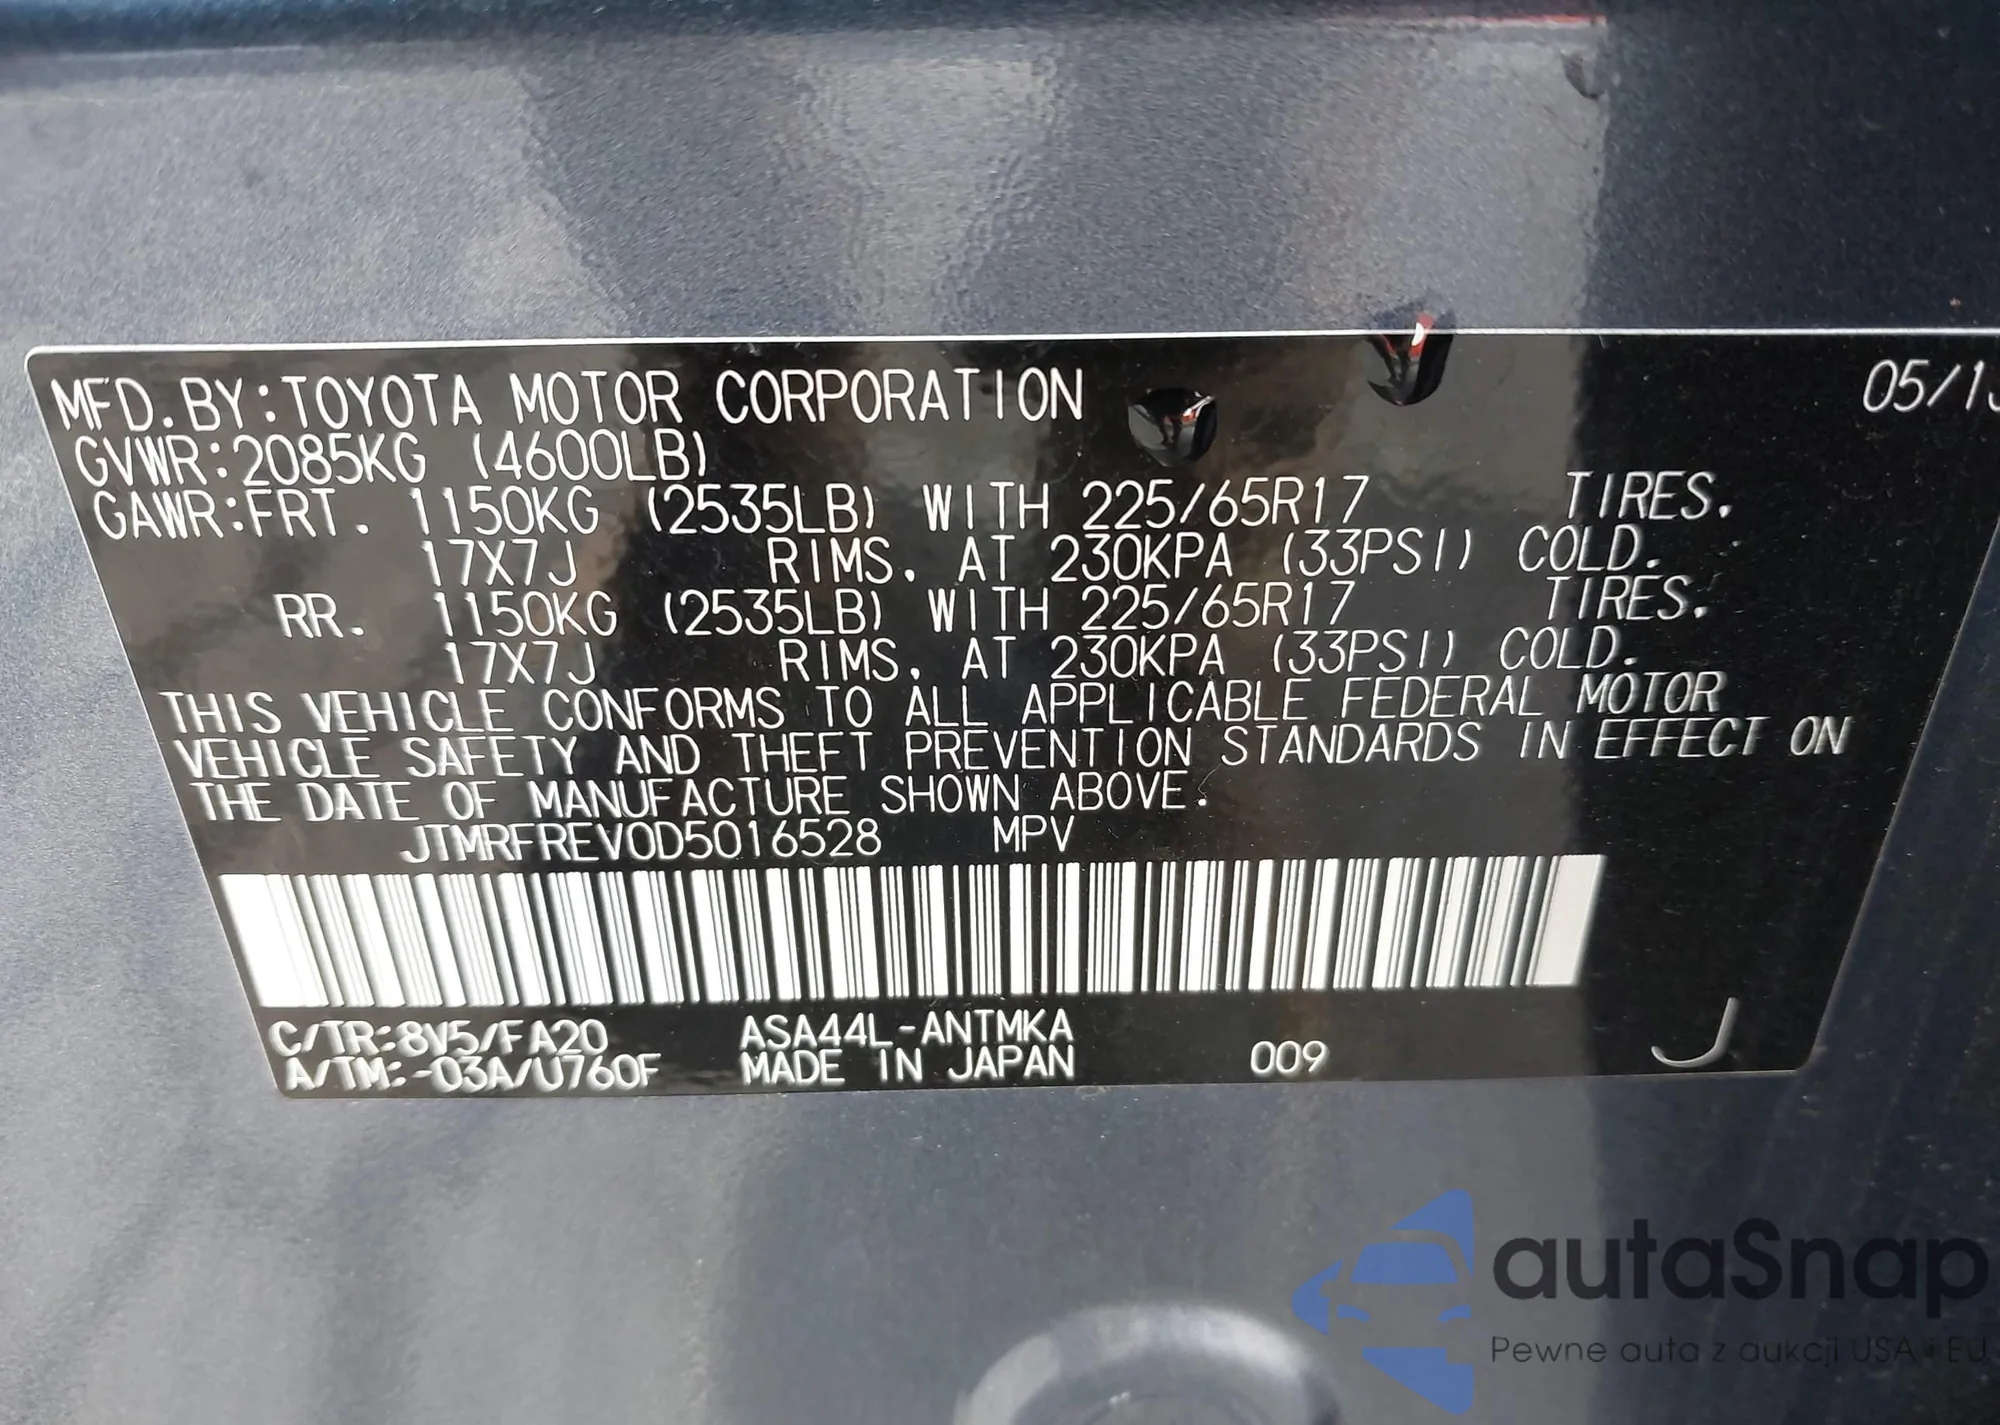 MFD.BY:TOYOTA MOTOR CORPORATION 05/13
GVWR:2085KG (4600LB)
GAWR:FRT. 1150KG (2535LB) WITH 225/65R17 TIRES.
17X7J RIMS. AT 230KPA (33PSI) COLD.
RR. 1150KG (2535LB) WITH 225/65R17 TIRES.
17X7J RIMS. AT 230KPA (33PSI) COLD.
THIS VEHICLE CONFORMS TO ALL APPLICABLE FEDERAL MOTOR
VEHICLE SAFETY AND THEFT PREVENTION STANDARDS IN EFFECT ON
THE DATE OF MANUFACTURE SHOWN ABOVE.
JTMRFREV0D5016528 MPV
C/TR:8V5/FA20 ASA44L-ANTMKA
A/TM:-03A/U760F MADE IN JAPAN 009 J
autaSnap
Pewne auta z aukcji USA i EU